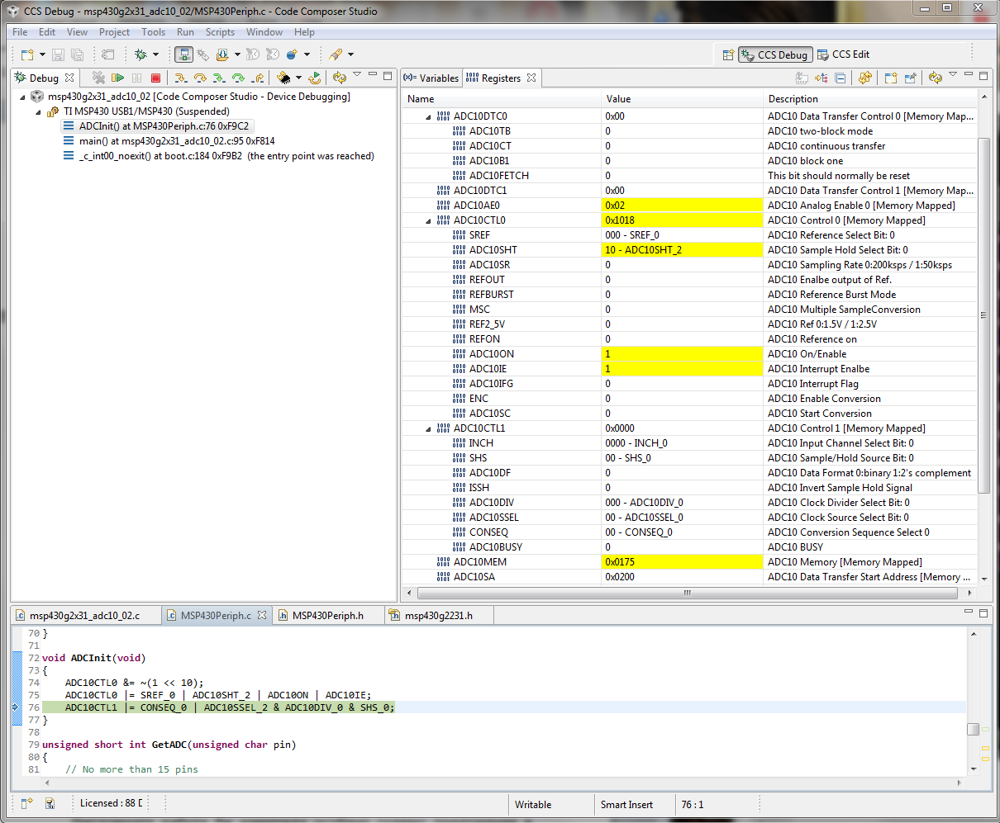 CCS Debug - msp430g2x31_adc10_02/MSP430Periph.c - Code Composer Studio
File Edit View Project Tools Run Scripts Window Help
CCS Debug CCS Edit
Debug
msp430g2x31_adc10_02 [Code Composer Studio - Device Debugging]
TI MSP430 USB1/MSP430 (Suspended)
ADCInit() at MSP430Periph.c:76 0xF9C2
main() at msp430g2x31_adc10_02.c:95 0xF814
_c_int00_noexit() at boot.c:184 0xF9B2 (the entry point was reached)
(x)= Variables Registers
Name Value Description
ADC10DTC0 0x00 ADC10 Data Transfer Control 0 [Memory Map...
ADC10TB 0 ADC10 two-block mode
ADC10CT 0 ADC10 continuous transfer
ADC10B1 0 ADC10 block one
ADC10FETCH 0 This bit should normally be reset
ADC10DTC1 0x00 ADC10 Data Transfer Control 1 [Memory Map...
ADC10AE0 0x02 ADC10 Analog Enable 0 [Memory Mapped]
ADC10CTL0 0x1018 ADC10 Control 0 [Memory Mapped]
SREF 000 - SREF_0 ADC10 Reference Select Bit: 0
ADC10SHT 10 - ADC10SHT_2 ADC10 Sample Hold Select Bit: 0
ADC10SR 0 ADC10 Sampling Rate 0:200ksps / 1:50ksps
REFOUT 0 ADC10 Enalbe output of Ref.
REFBURST 0 ADC10 Reference Burst Mode
MSC 0 ADC10 Multiple SampleConversion
REF2_5V 0 ADC10 Ref 0:1.5V / 1:2.5V
REFON 0 ADC10 Reference on
ADC10ON 1 ADC10 On/Enable
ADC10IE 1 ADC10 Interrupt Enalbe
ADC10IFG 0 ADC10 Interrupt Flag
ENC 0 ADC10 Enable Conversion
ADC10SC 0 ADC10 Start Conversion
ADC10CTL1 0x0000 ADC10 Control 1 [Memory Mapped]
INCH 0000 - INCH_0 ADC10 Input Channel Select Bit: 0
SHS 00 - SHS_0 ADC10 Sample/Hold Source Bit: 0
ADC10DF 0 ADC10 Data Format 0:binary 1:2's complement
ISSH 0 ADC10 Invert Sample Hold Signal
ADC10DIV 000 - ADC10DIV_0 ADC10 Clock Divider Select Bit: 0
ADC10SSEL 00 - ADC10SSEL_0 ADC10 Clock Source Select Bit: 0
CONSEQ 00 - CONSEQ_0 ADC10 Conversion Sequence Select 0
ADC10BUSY 0 ADC10 BUSY
ADC10MEM 0x0175 ADC10 Memory [Memory Mapped]
ADC10SA 0x0200 ADC10 Data Transfer Start Address [Memory ...
msp430g2x31_adc10_02.c MSP430Periph.c MSP430Periph.h msp430g2231.h
70 }
71
72 void ADCInit(void)
73 {
74 ADC10CTL0 &= ~(1 << 10);
75 ADC10CTL0 |= SREF_0 | ADC10SHT_2 | ADC10ON | ADC10IE;
76 ADC10CTL1 |= CONSEQ_0 | ADC10SSEL_2 & ADC10DIV_0 & SHS_0;
77 }
78
79 unsigned short int GetADC(unsigned char pin)
80 {
81 // No more than 15 pins
Licensed : 88 D Writable Smart Insert 76 : 1